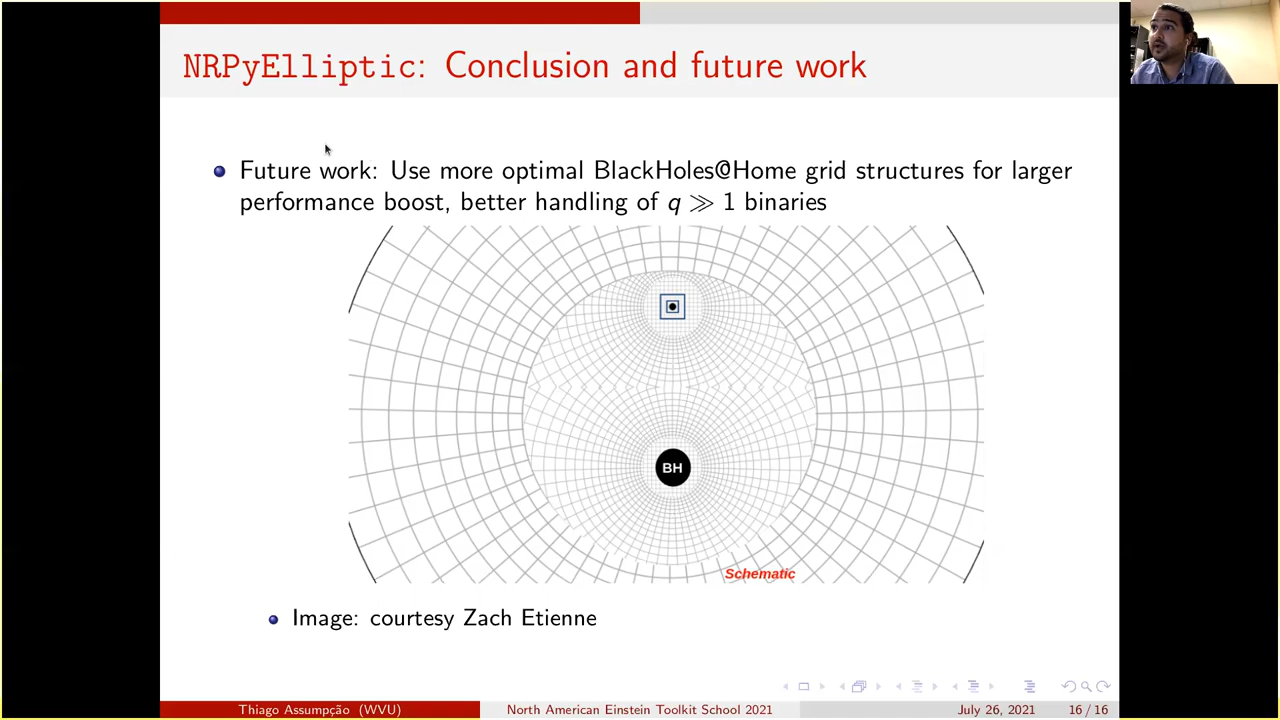 NRPyElliptic: Conclusion and future work
Future work: Use more optimal BlackHoles@Home grid structures for larger
performance boost, better handling of q ≫ 1 binaries
BH
Schematic
Image: courtesy Zach Etienne
Thiago Assumpção (WVU)
North American Einstein Toolkit School 2021
July 26, 2021
16 / 16